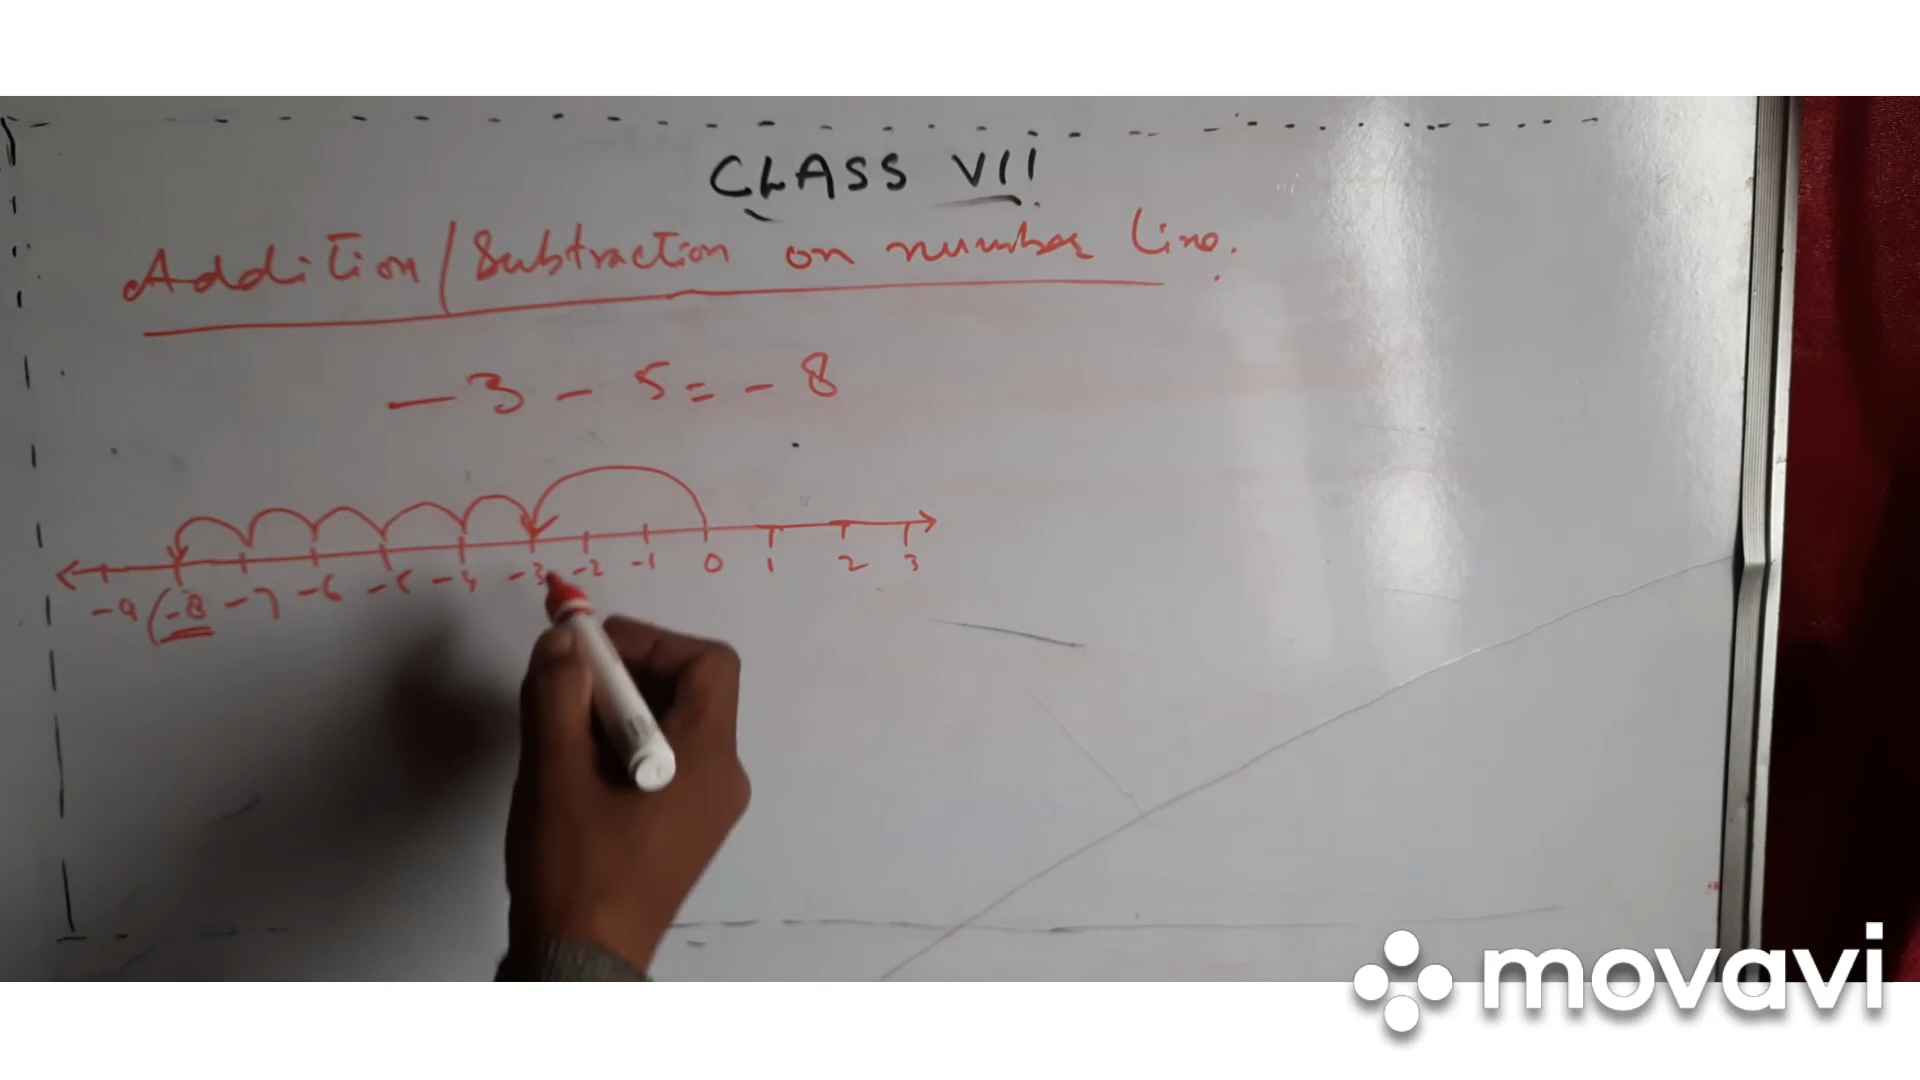 CLASS VII
Addition/Subtraction on number line.
- 3 - 5 = - 8
-9 (-8 -7 -6 -5 -4 -3 -2 -1 0 1 2 3
movavi